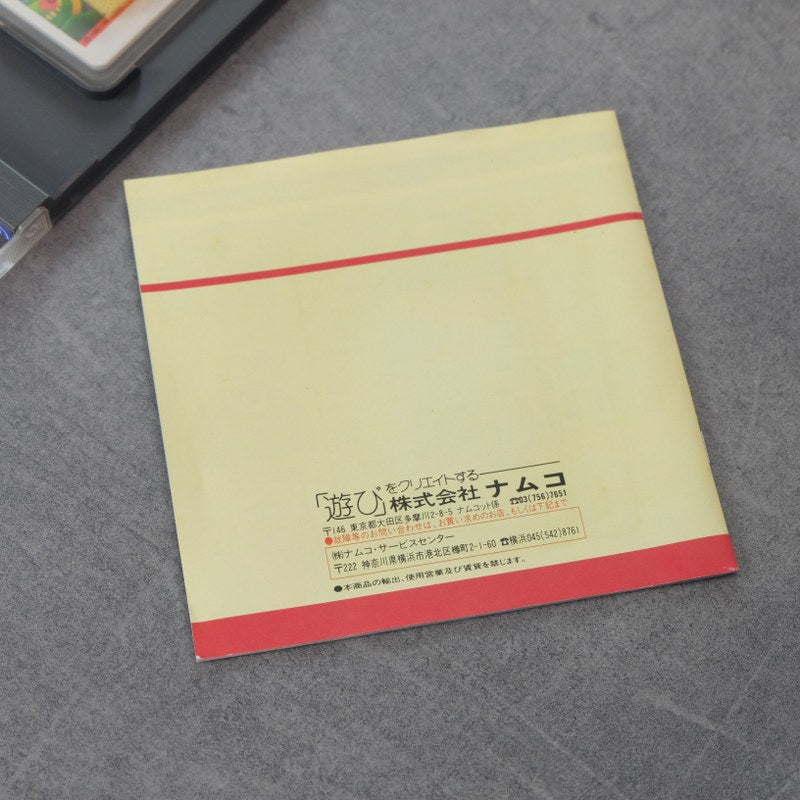 「遊び」をクリエイトする
株式会社 ナムコ
〒146 東京都大田区多摩川2-8-5 ナムコット係 ☎03(756)7651
●故障等のお問い合わせは、お買い求めのお店、もしくは下記まで
㈱ナムコ・サービスセンター
〒222 神奈川県横浜市港北区樽町2-1-60 ☎横浜045(542)8761
●本商品の輸出、使用営業及び賃貸を禁じます。